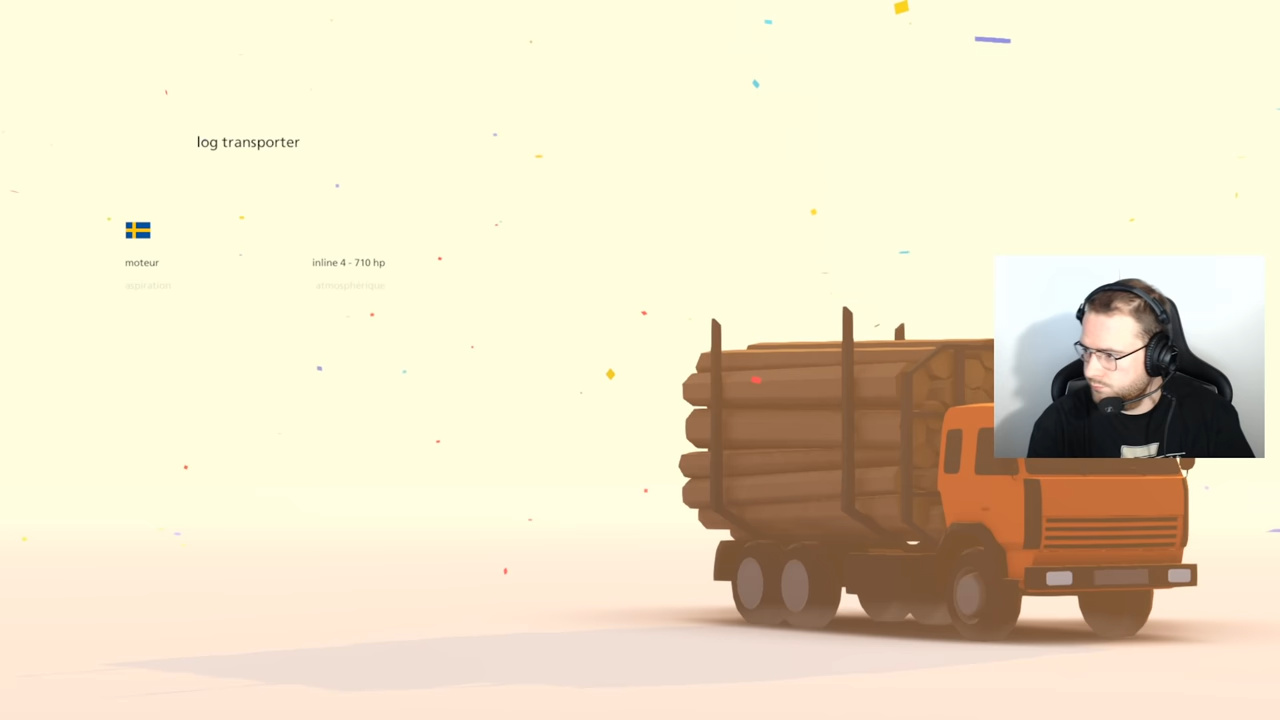 log transporter
moteur inline 4 - 710 hp
aspiration atmosphérique